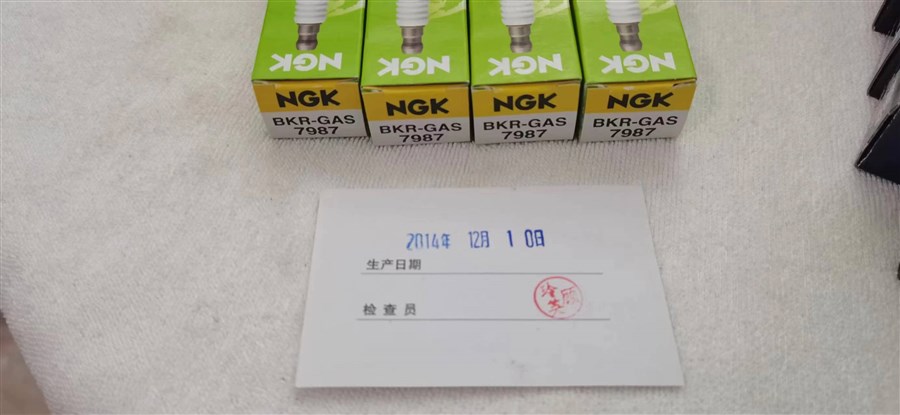 NGK
NGK
NGK
NGK
NGK
BKR-GAS
7987
NGK
BKR-GAS
7987
NGK
BKR-GAS
7987
NGK
BKR-GAS
7987
2014年 12月 10日
生产日期
检查员